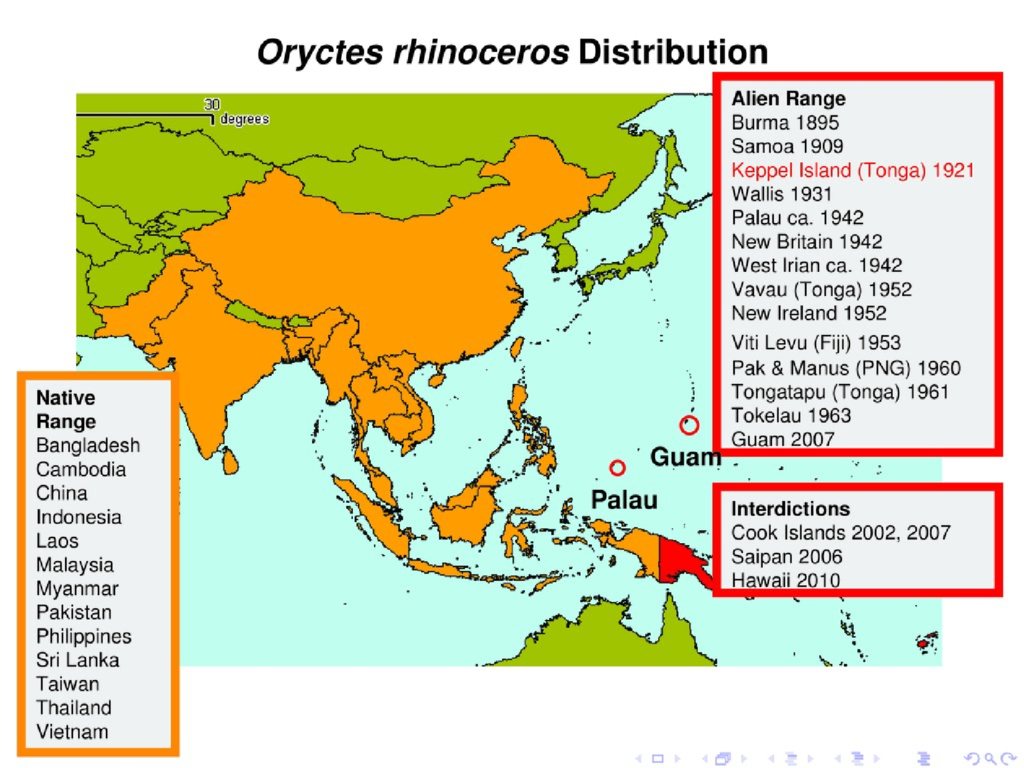 Oryctes rhinoceros Distribution
30
degrees
Alien Range
Burma 1895
Samoa 1909
Keppel Island (Tonga) 1921
Wallis 1931
Palau ca. 1942
New Britain 1942
West Irian ca. 1942
Vavau (Tonga) 1952
New Ireland 1952
Viti Levu (Fiji) 1953
Pak & Manus (PNG) 1960
Tongatapu (Tonga) 1961
Tokelau 1963
Guam 2007
Guam
Palau
Native
Range
Bangladesh
Cambodia
China
Indonesia
Laos
Malaysia
Myanmar
Pakistan
Philippines
Sri Lanka
Taiwan
Thailand
Vietnam
Interdictions
Cook Islands 2002, 2007
Saipan 2006
Hawaii 2010